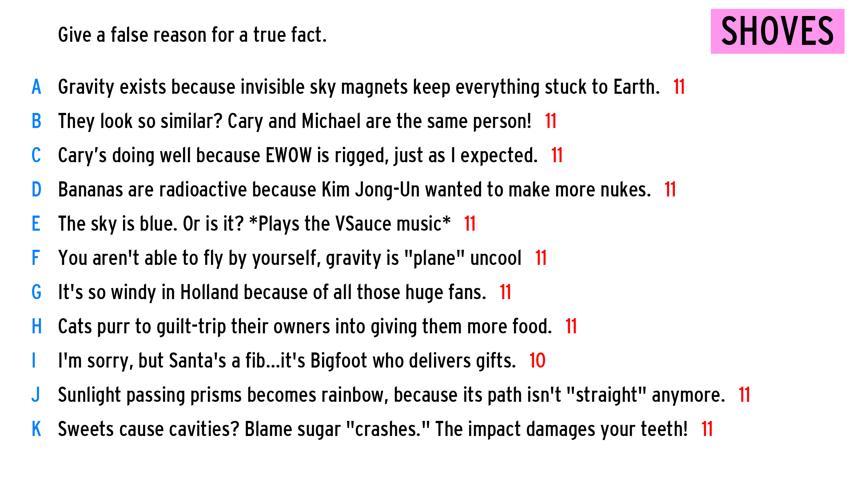 Give a false reason for a true fact.
SHOVES
A Gravity exists because invisible sky magnets keep everything stuck to Earth. 11
B They look so similar? Cary and Michael are the same person! 11
C Cary's doing well because EWOW is rigged, just as I expected. 11
D Bananas are radioactive because Kim Jong-Un wanted to make more nukes. 11
E The sky is blue. Or is it? *Plays the VSauce music* 11
F You aren't able to fly by yourself, gravity is "plane" uncool 11
G It's so windy in Holland because of all those huge fans. 11
H Cats purr to guilt-trip their owners into giving them more food. 11
I I'm sorry, but Santa's a fib...it's Bigfoot who delivers gifts. 10
J Sunlight passing prisms becomes rainbow, because its path isn't "straight" anymore. 11
K Sweets cause cavities? Blame sugar "crashes." The impact damages your teeth! 11